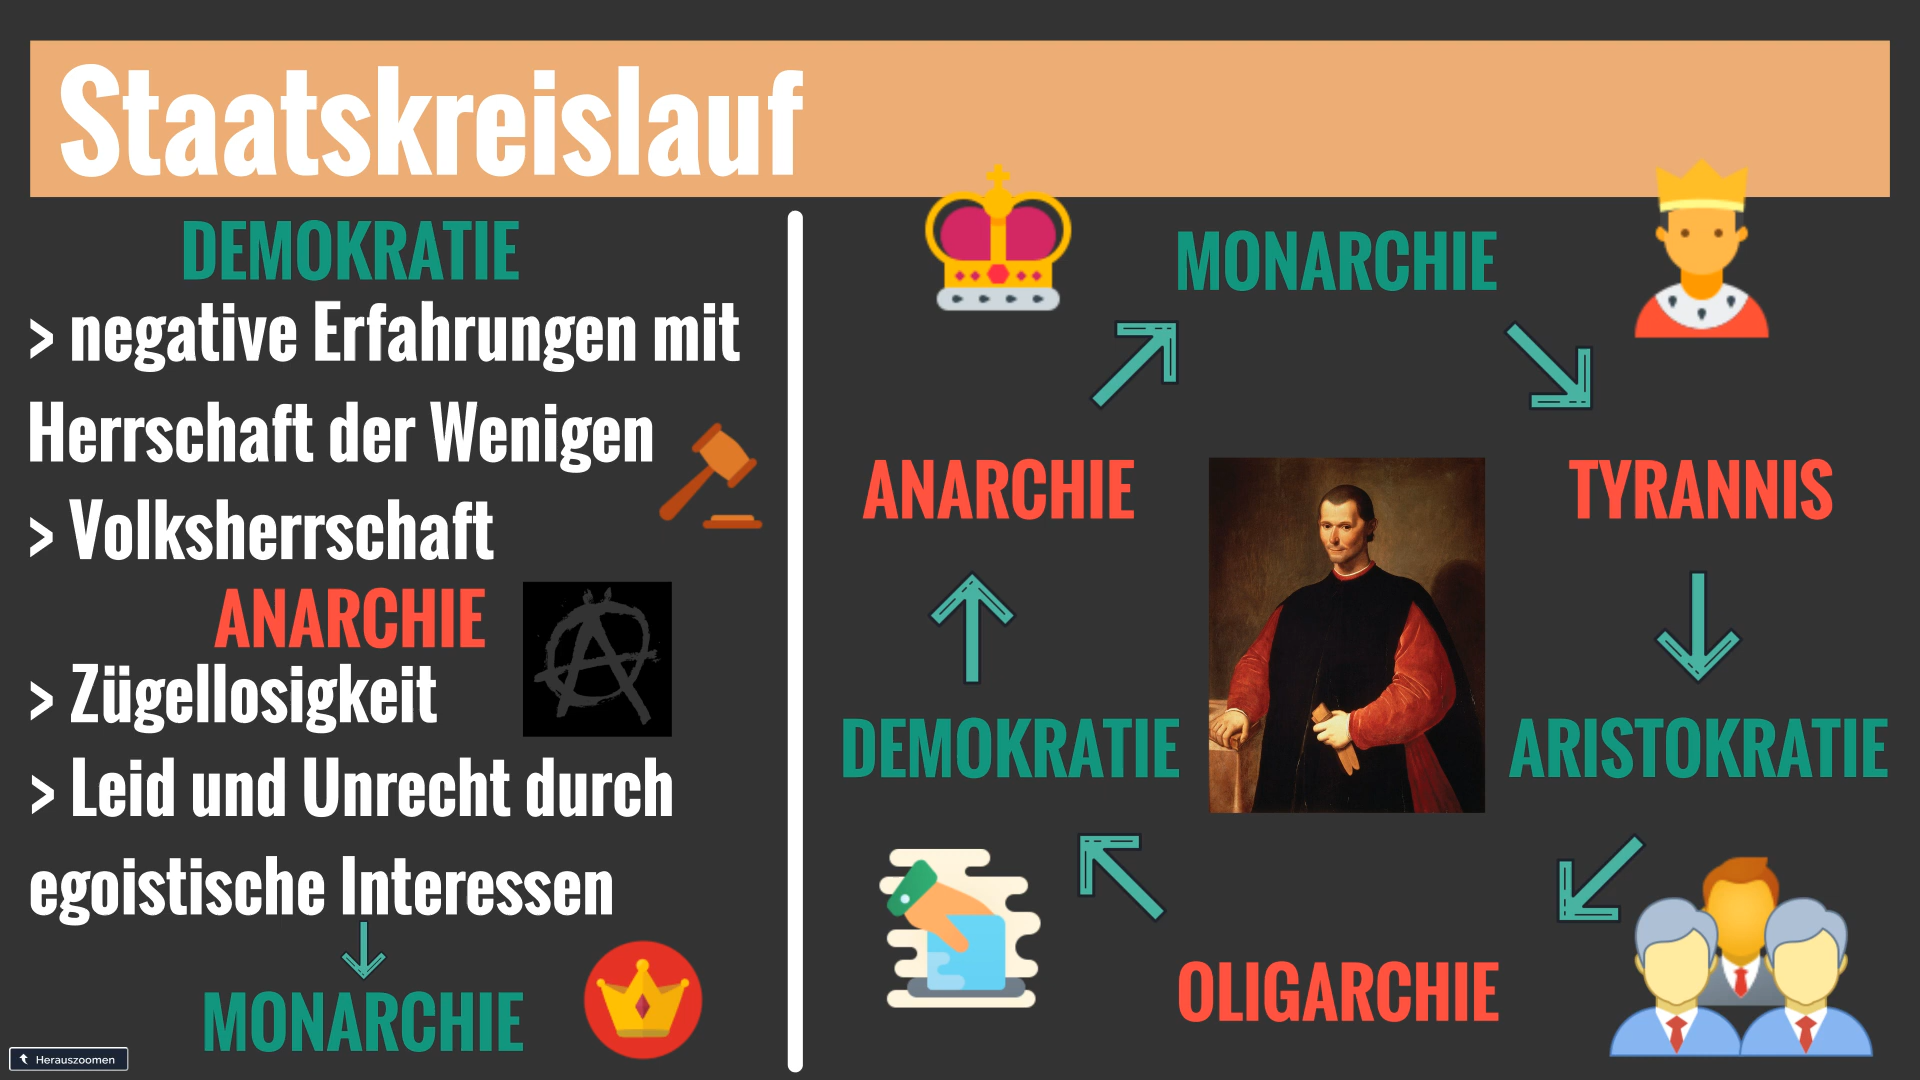 Staatskreislauf
DEMOKRATIE
> negative Erfahrungen mit
Herrschaft der Wenigen
> Volksherrschaft
ANARCHIE
> Zügellosigkeit
> Leid und Unrecht durch
egoistische Interessen
MONARCHIE
Herauszoomen
MONARCHIE
ANARCHIE
TYRANNIS
DEMOKRATIE
ARISTOKRATIE
OLIGARCHIE